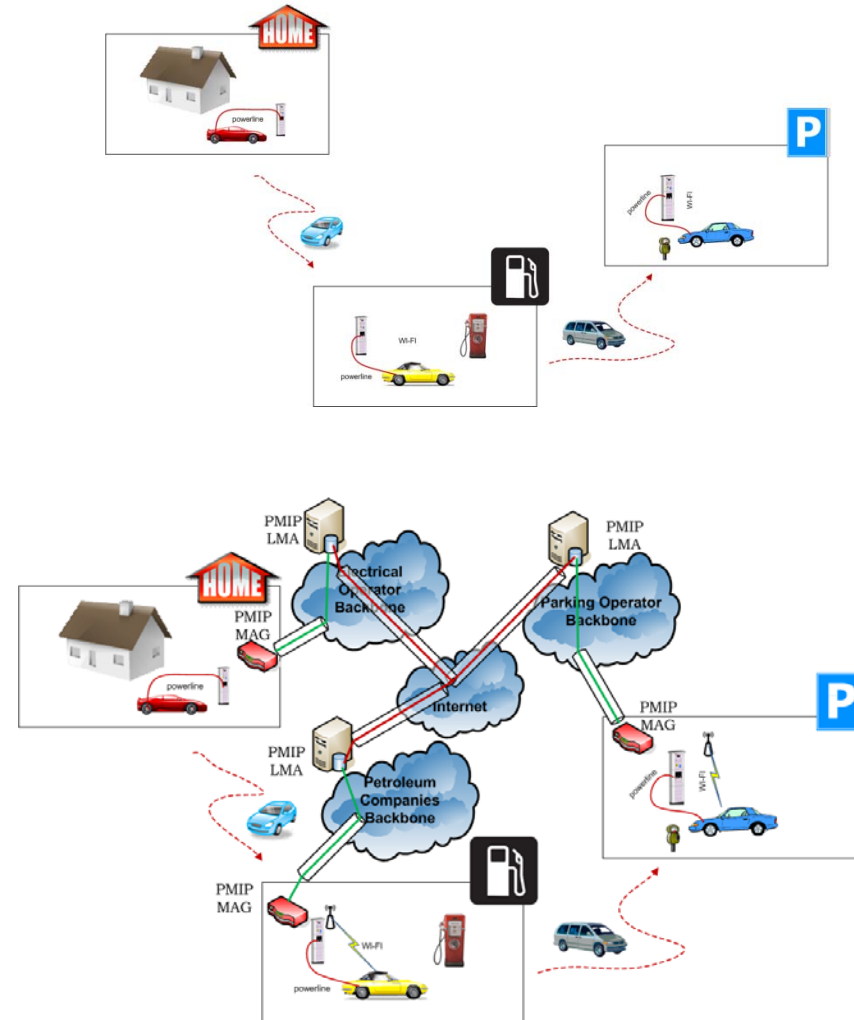 HOME
powerline
P
powerline
WI-FI
WI-FI
powerline
PMIP
LMA
PMIP
LMA
Electrical
Operator
Backbone
HOME
Parking Operator
Backbone
PMIP
MAG
powerline
Internet
PMIP
MAG
P
PMIP
LMA
Petroleum
Companies
Backbone
powerline
WI-FI
PMIP
MAG
WI-FI
powerline